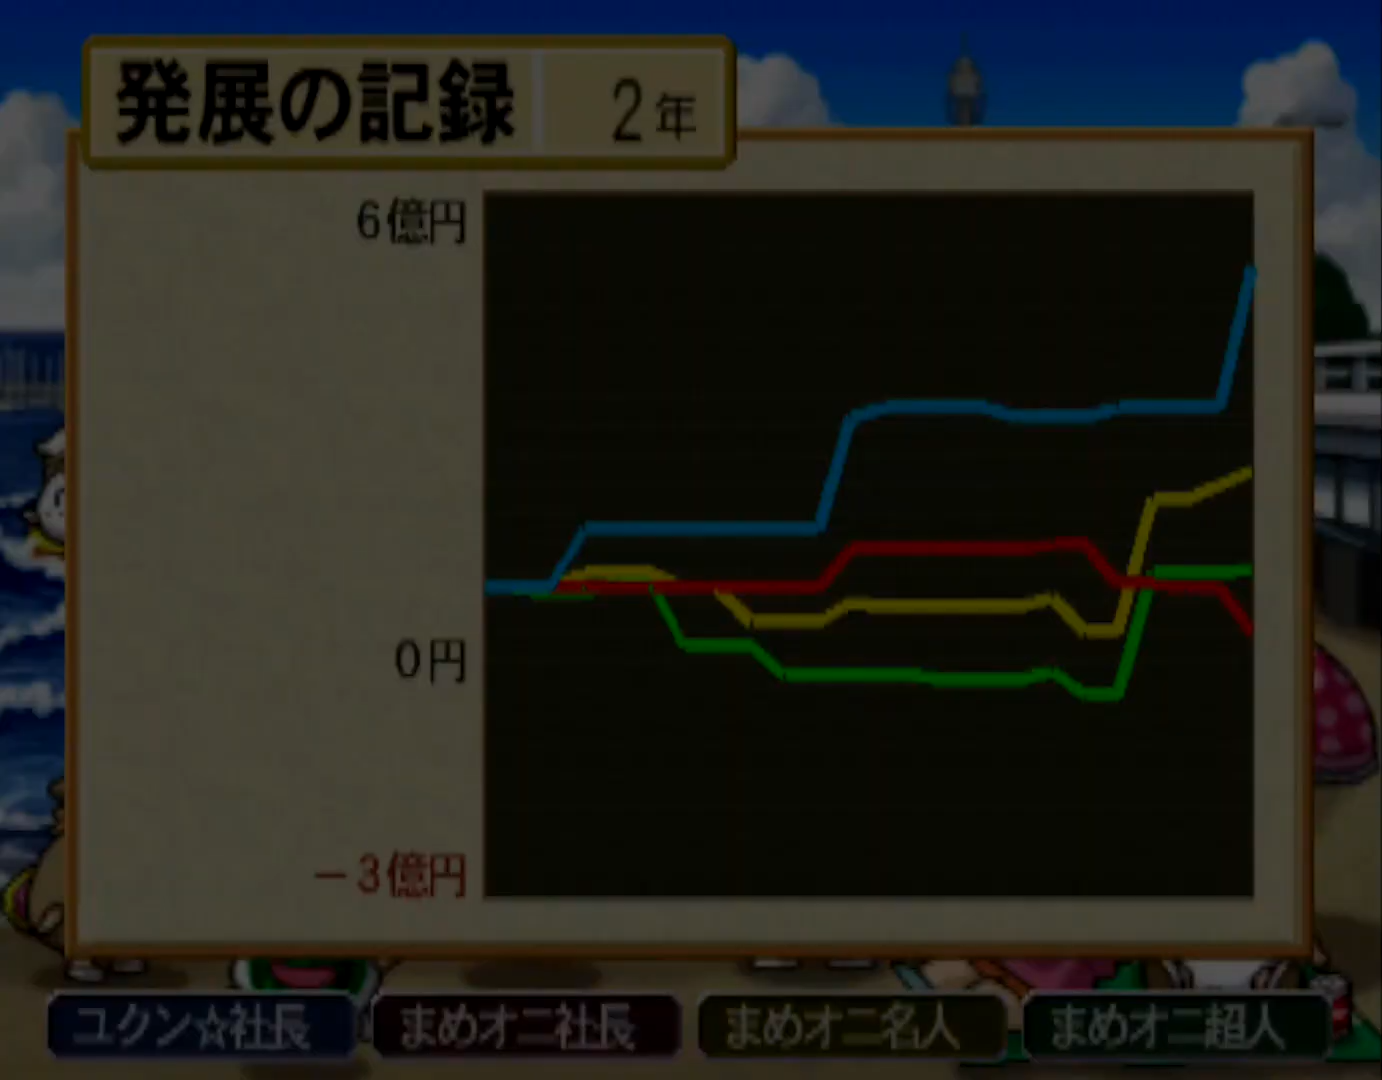 発展の記録 2年
6億円
0円
－3億円
ユクン☆社長 まめオニ社長 まめオニ名人 まめオニ超人